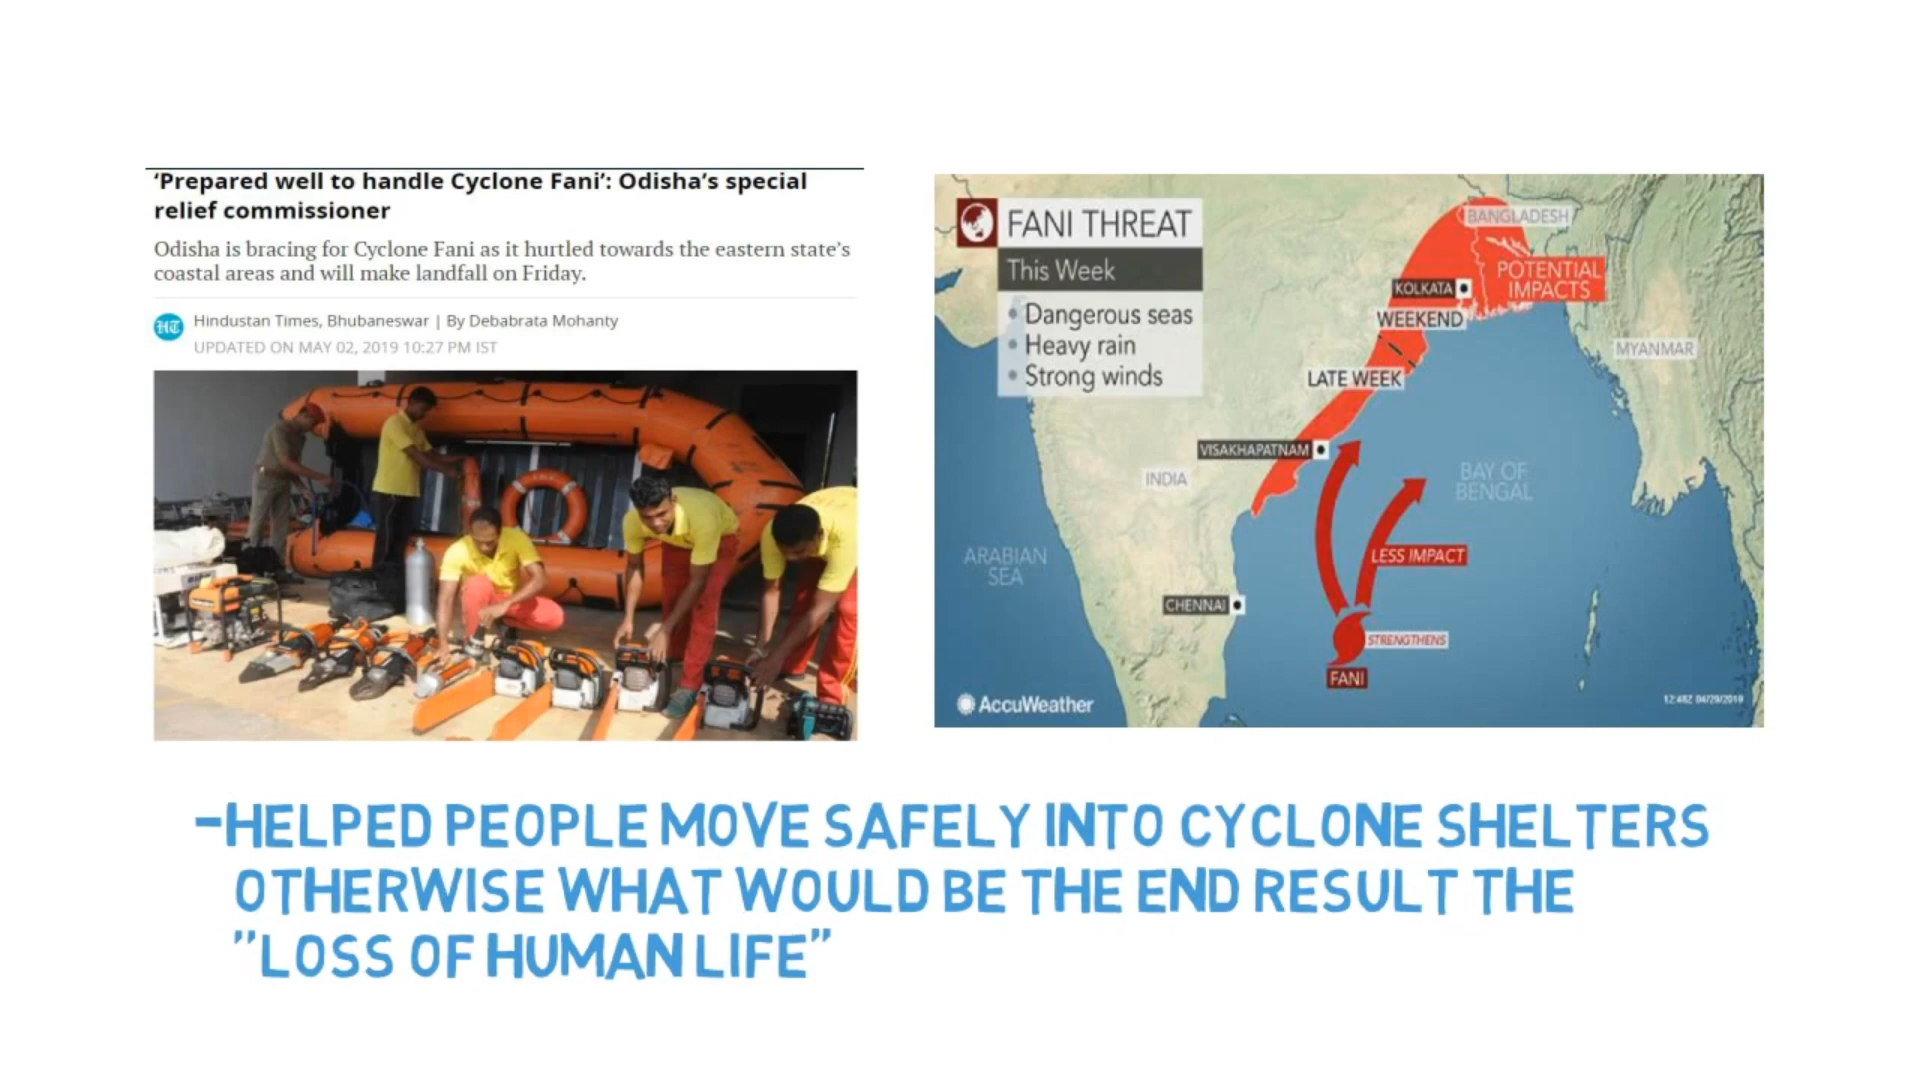 ‘Prepared well to handle Cyclone Fani’: Odisha’s special
relief commissioner
Odisha is bracing for Cyclone Fani as it hurtled towards the eastern state’s
coastal areas and will make landfall on Friday.
HT
Hindustan Times, Bhubaneswar | By Debabrata Mohanty
UPDATED ON MAY 02, 2019 10:27 PM IST
FANI THREAT
This Week
• Dangerous seas
• Heavy rain
• Strong winds
BANGLADESH
POTENTIAL
IMPACTS
KOLKATA
WEEKEND
MYANMAR
LATE WEEK
VISAKHAPATNAM
INDIA
BAY OF
BENGAL
ARABIAN
SEA
LESS IMPACT
CHENNAI
STRENGTHENS
FANI
AccuWeather
12:48Z 04/29/2019
-HELPED PEOPLE MOVE SAFELY INTO CYCLONE SHELTERS
OTHERWISE WHAT WOULD BE THE END RESULT THE
"LOSS OF HUMAN LIFE"